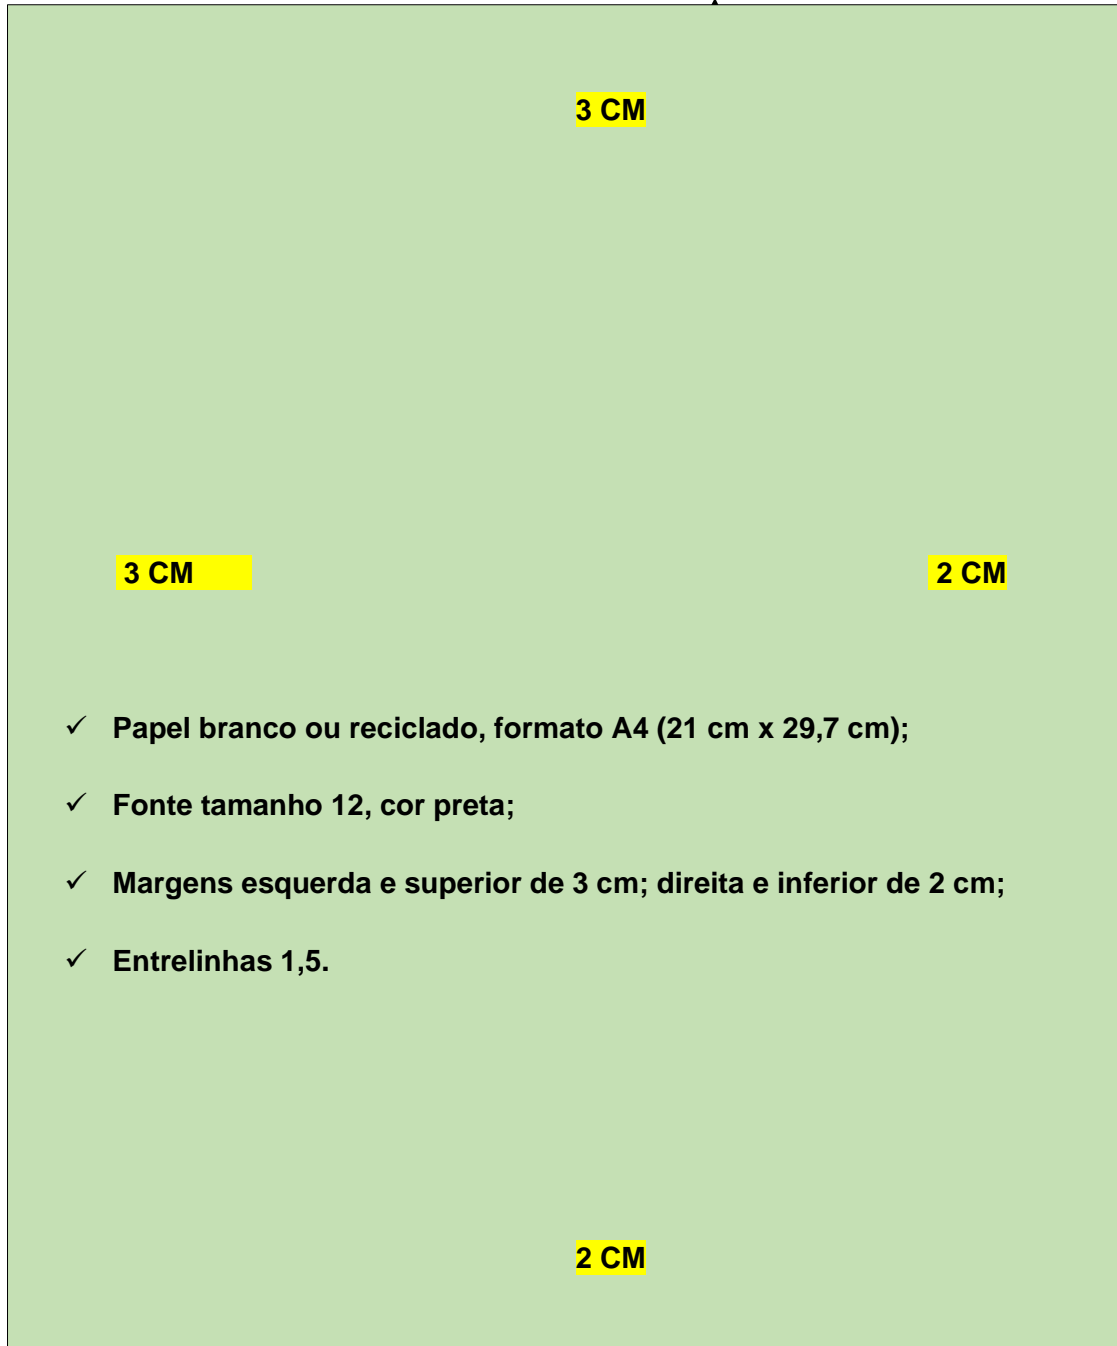 3 CM
3 CM 2 CM
✓ Papel branco ou reciclado, formato A4 (21 cm x 29,7 cm);
✓ Fonte tamanho 12, cor preta;
✓ Margens esquerda e superior de 3 cm; direita e inferior de 2 cm;
✓ Entrelinhas 1,5.
2 CM